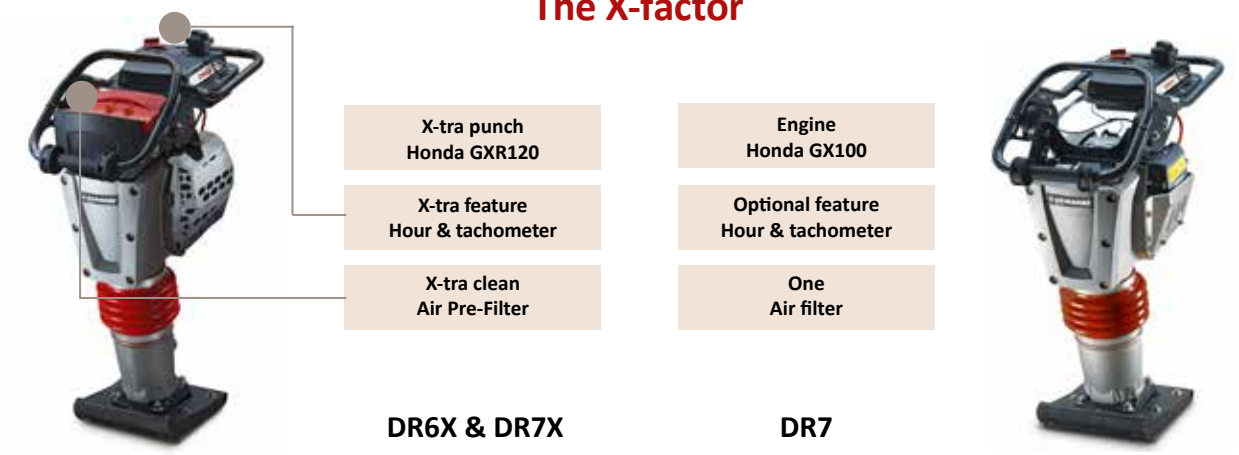 The X-factor
X-tra punch
Honda GXR120
Engine
Honda GX100
X-tra feature
Hour & tachometer
Optional feature
Hour & tachometer
X-tra clean
Air Pre-Filter
One
Air filter
DR6X & DR7X
DR7